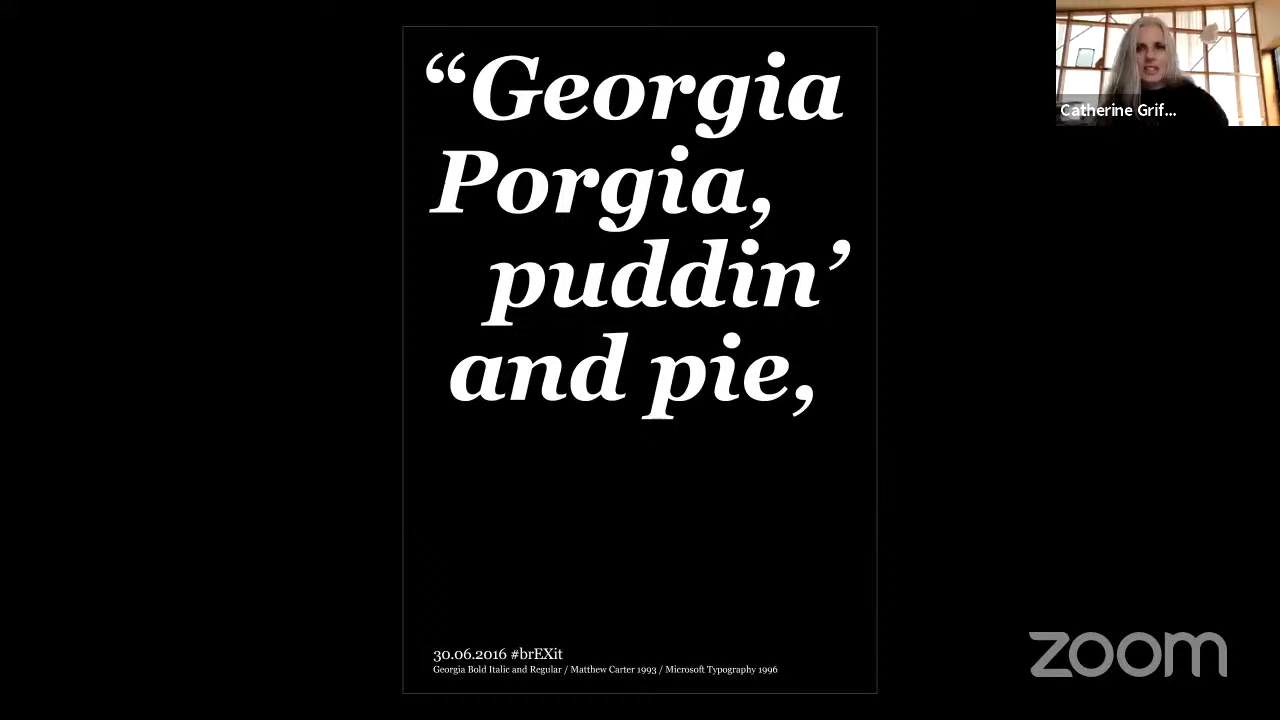 “Georgia
Porgia,
puddin’
and pie,
30.06.2016 #brEXit
Georgia Bold Italic and Regular / Matthew Carter 1993 / Microsoft Typography 1996
Catherine Grif...
zoom